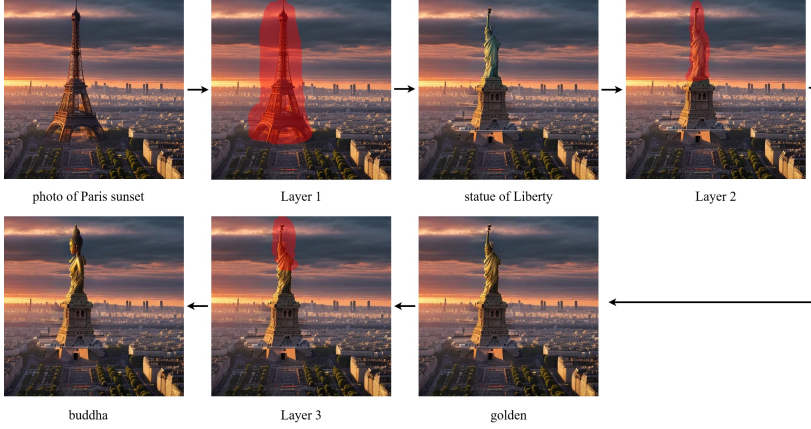 photo of Paris sunset
Layer 1
statue of Liberty
Layer 2
buddha
Layer 3
golden